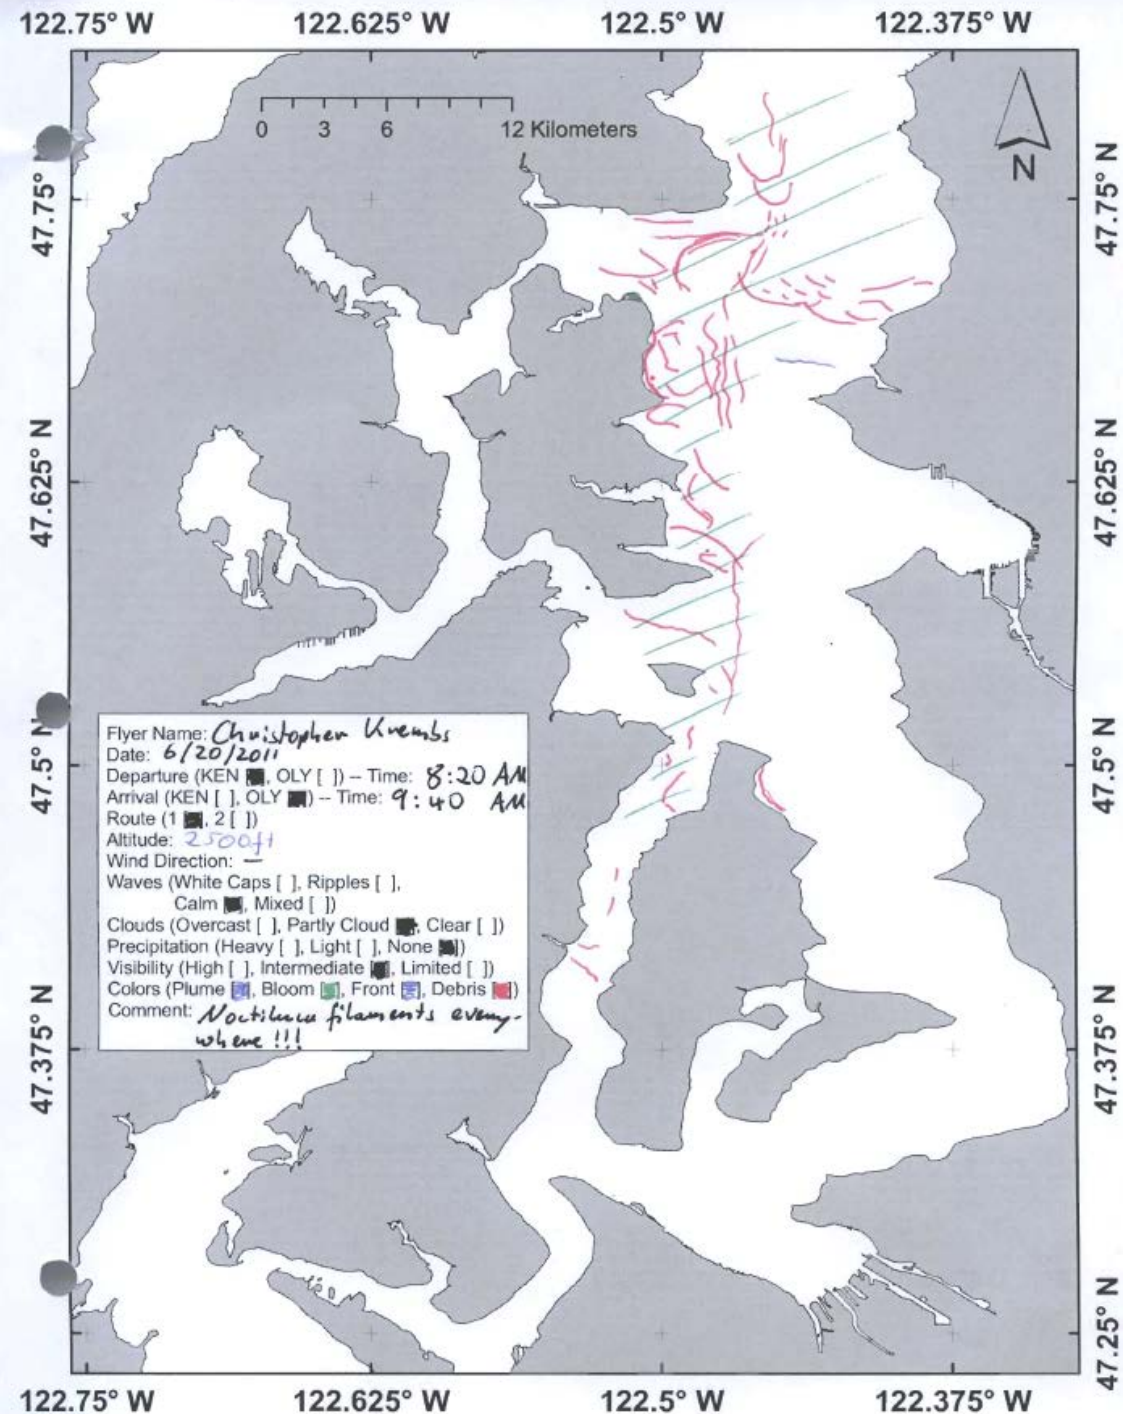 122.75° W 122.625° W 122.5° W 122.375° W
0 3 6 12 Kilometers
N
47.75° N 47.75° N
47.625° N 47.625° N
47.5° N 47.5° N
47.375° N 47.375° N
47.25° N
Flyer Name: Christopher Krembs
Date: 6/20/2011
Departure (KEN [■], OLY [ ]) -- Time: 8:20 AM
Arrival (KEN [ ], OLY [■]) -- Time: 9:40 AM
Route (1 [■], 2 [ ])
Altitude: 2500ft
Wind Direction: —
Waves (White Caps [ ], Ripples [ ],
Calm [■], Mixed [ ])
Clouds (Overcast [ ], Partly Cloud [■], Clear [ ])
Precipitation (Heavy [ ], Light [ ], None [■])
Visibility (High [ ], Intermediate [■], Limited [ ])
Colors (Plume [■], Bloom [■], Front [■], Debris [■])
Comment: Noctiluca filaments every-
where !!!
122.75° W 122.625° W 122.5° W 122.375° W